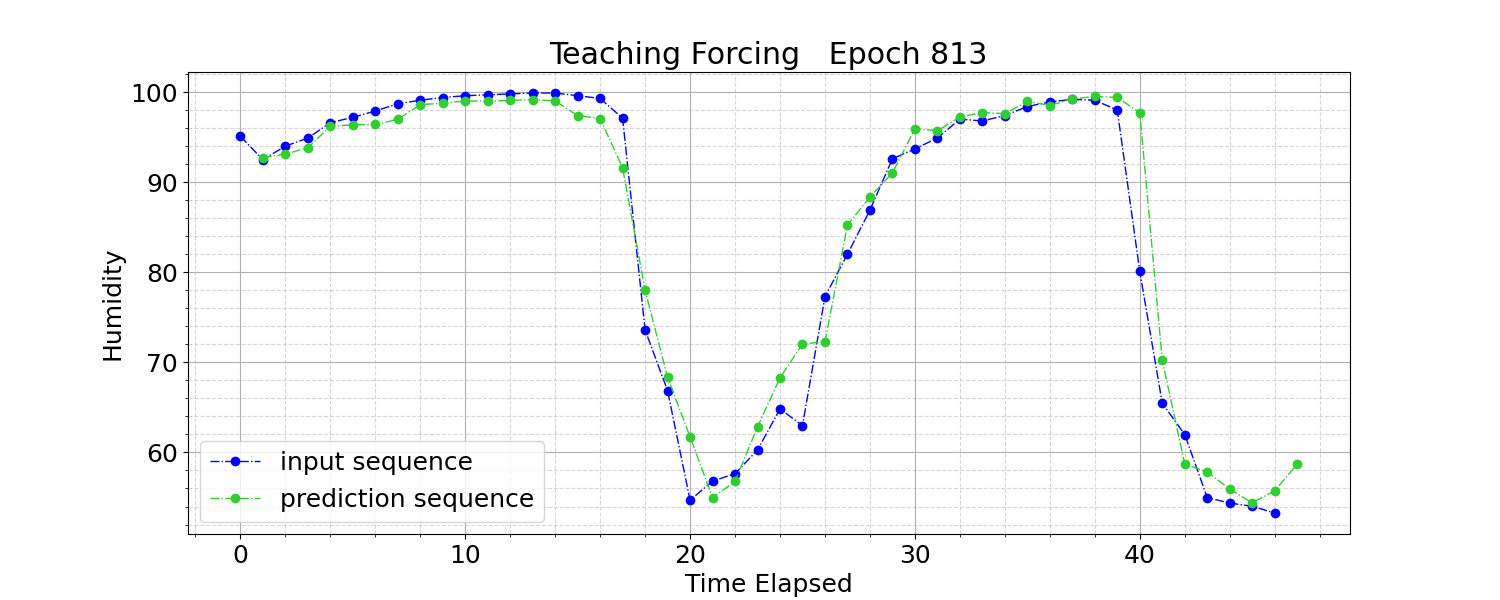 Teaching Forcing   Epoch 813
100
90
80
70
60
Humidity
input sequence
prediction sequence
0 10 20 30 40
Time Elapsed